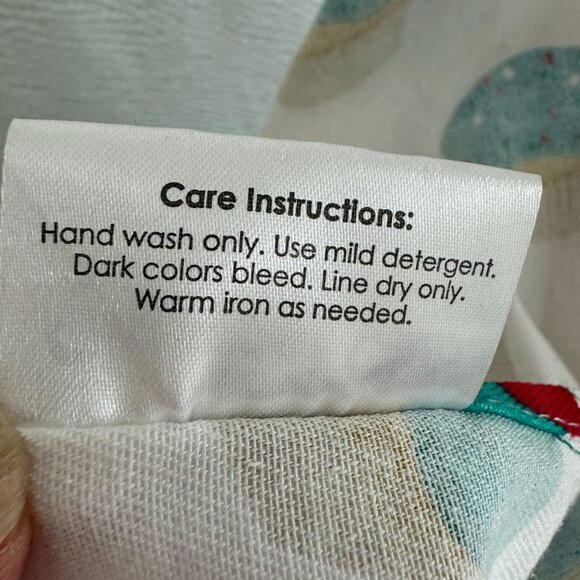 Care Instructions:
Hand wash only. Use mild detergent.
Dark colors bleed. Line dry only.
Warm iron as needed.